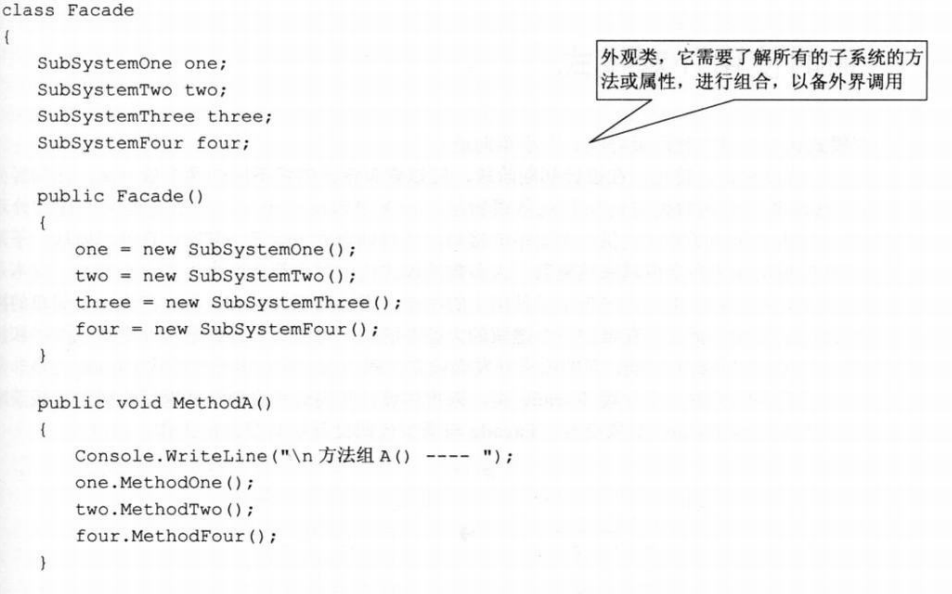 class Facade
{
SubSystemOne one;
SubSystemTwo two;
SubSystemThree three;
SubSystemFour four;
外观类，它需要了解所有的子系统的方
法或属性，进行组合，以备外界调用
public Facade()
{
one = new SubSystemOne();
two = new SubSystemTwo();
three = new SubSystemThree();
four = new SubSystemFour();
}
public void MethodA()
{
Console.WriteLine("\n 方法组 A() ---- ");
one.MethodOne();
two.MethodTwo();
four.MethodFour();
}